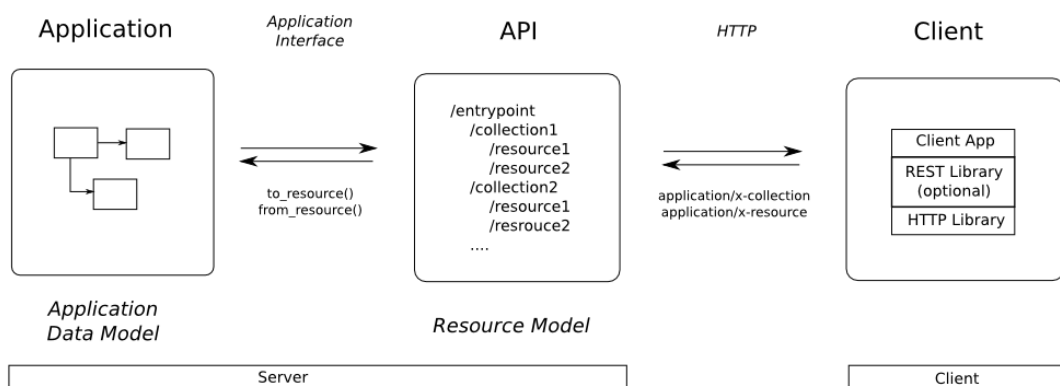 Application
Application
Interface
API
HTTP
Client
/entrypoint
/collection1
/resource1
/resource2
/collection2
/resource1
/resrouce2
....
to_resource()
from_resource()
application/x-collection
application/x-resource
Client App
REST Library
(optional)
HTTP Library
Application
Data Model
Resource Model
Server
Client